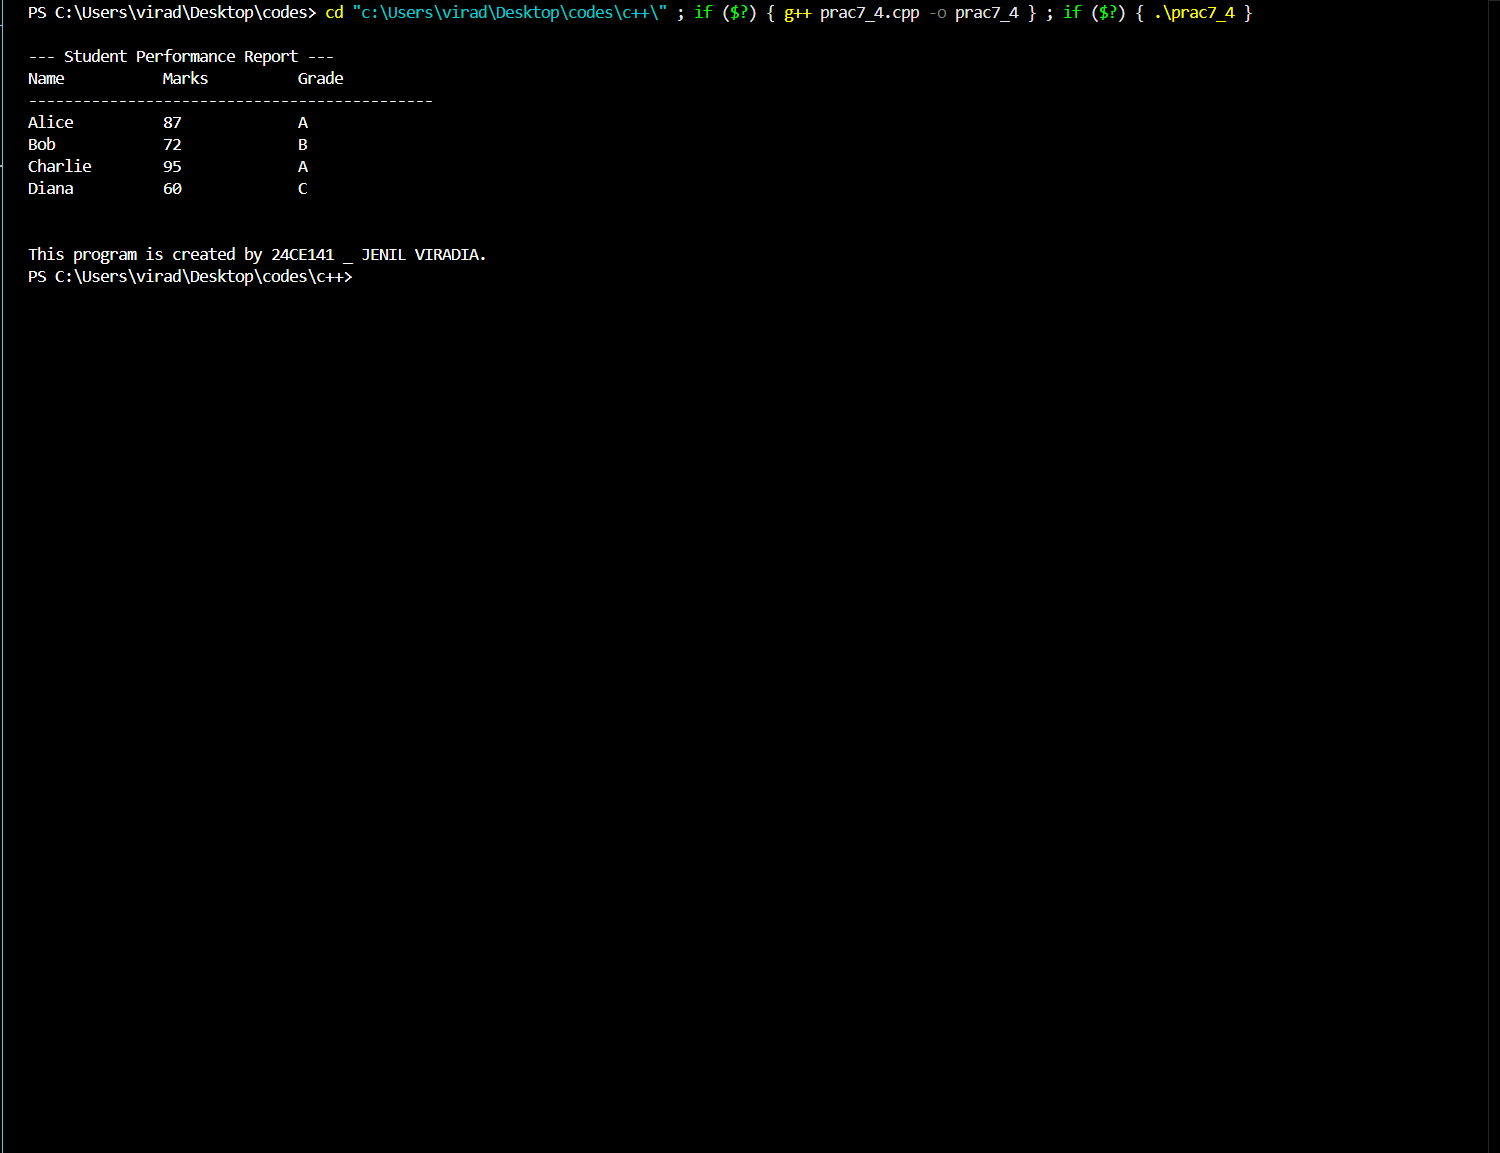 PS C:\Users\virad\Desktop\codes> cd "c:\Users\virad\Desktop\codes\c++\" ; if ($?) { g++ prac7_4.cpp -o prac7_4 } ; if ($?) { .\prac7_4 }
--- Student Performance Report ---
Name           Marks          Grade
---------------------------------------------
Alice          87             A
Bob            72             B
Charlie        95             A
Diana          60             C
This program is created by 24CE141 _ JENIL VIRADIA.
PS C:\Users\virad\Desktop\codes\c++>